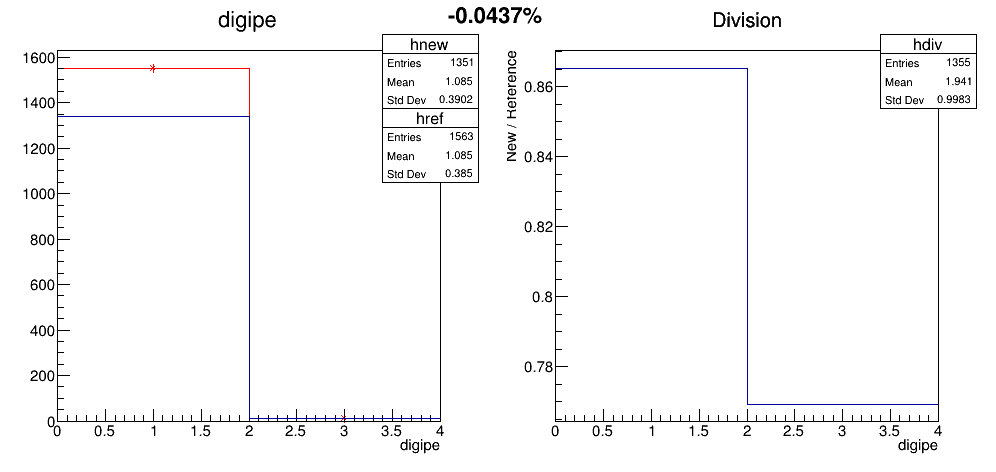 -0.0437%
digipe
hnew
Entries 1351
Mean 1.085
Std Dev 0.3902
href
Entries 1563
Mean 1.085
Std Dev 0.385
1600
1400
1200
1000
800
600
400
200
0
0 0.5 1 1.5 2 2.5 3 3.5 4
digipe
Division
hdiv
Entries 1355
Mean 1.941
Std Dev 0.9983
New / Reference
0.86
0.84
0.82
0.8
0.78
0 0.5 1 1.5 2 2.5 3 3.5 4
digipe